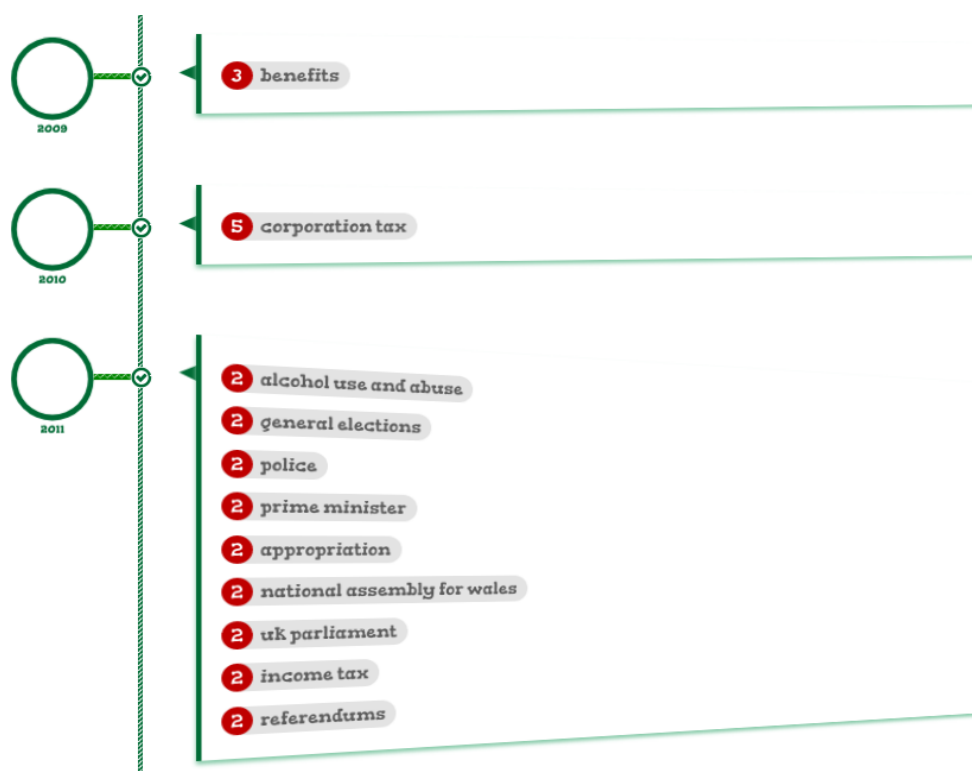 3 benefits
2009
5 corporation tax
2010
2 alcohol use and abuse
2 general elections
2011
2 police
2 prime minister
2 appropriation
2 national assembly for wales
2 uk parliament
2 income tax
2 referendums